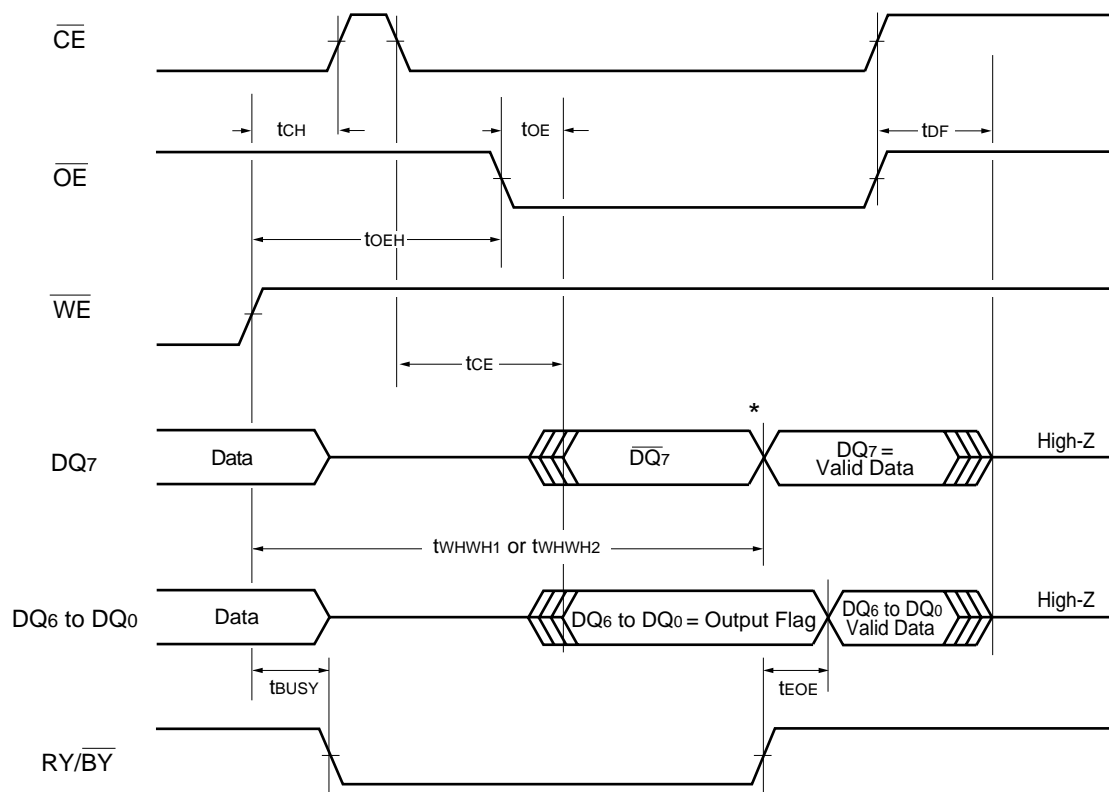 CE
tCH
tOE
tDF
OE
tOEH
WE
tCE
*
DQ7
Data
DQ7
DQ7 =
Valid Data
High-Z
tWHWH1 or tWHWH2
DQ6 to DQ0
Data
DQ6 to DQ0 = Output Flag
DQ6 to DQ0
Valid Data
High-Z
tBUSY
tEOE
RY/BY